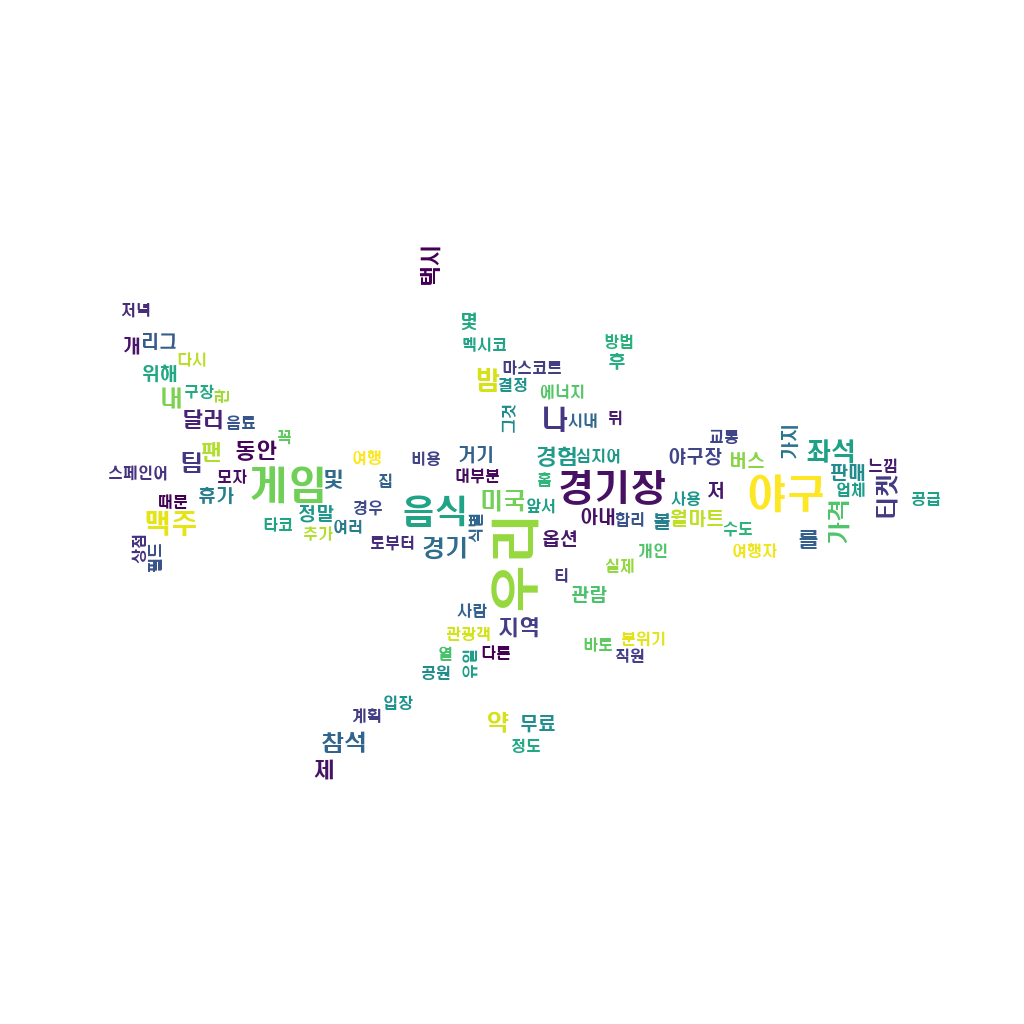 택시
저녁
몇
개 리그
멕시코
방법
다시
마스코트
후
위해
밤 결정
내 구장
에너지
달러 음료
그것
나 시내 뒤
꼭
교통
가지
팀 팬 동안
여행
비용
거기
경험 심지어
야구장
버스
좌석
스페인어
모자
게임 및
집
대부분
홈
경기장
판매 느낌
때문
휴가
경우
음식
미국 앞서
사용 저
야구
업체
티켓
공급
맥주
타코
정말
추가 여러
식빌
우리
아내 합리 볼 월마트 수도
가격
상점
필드
토부터
경기
옵션
개인
여행자
를
티
실제
관람
사람
관광객
지역
바도
분위기
열
야엘
다른
직원
공원
계획 입장
약 무료
참석
정도
제